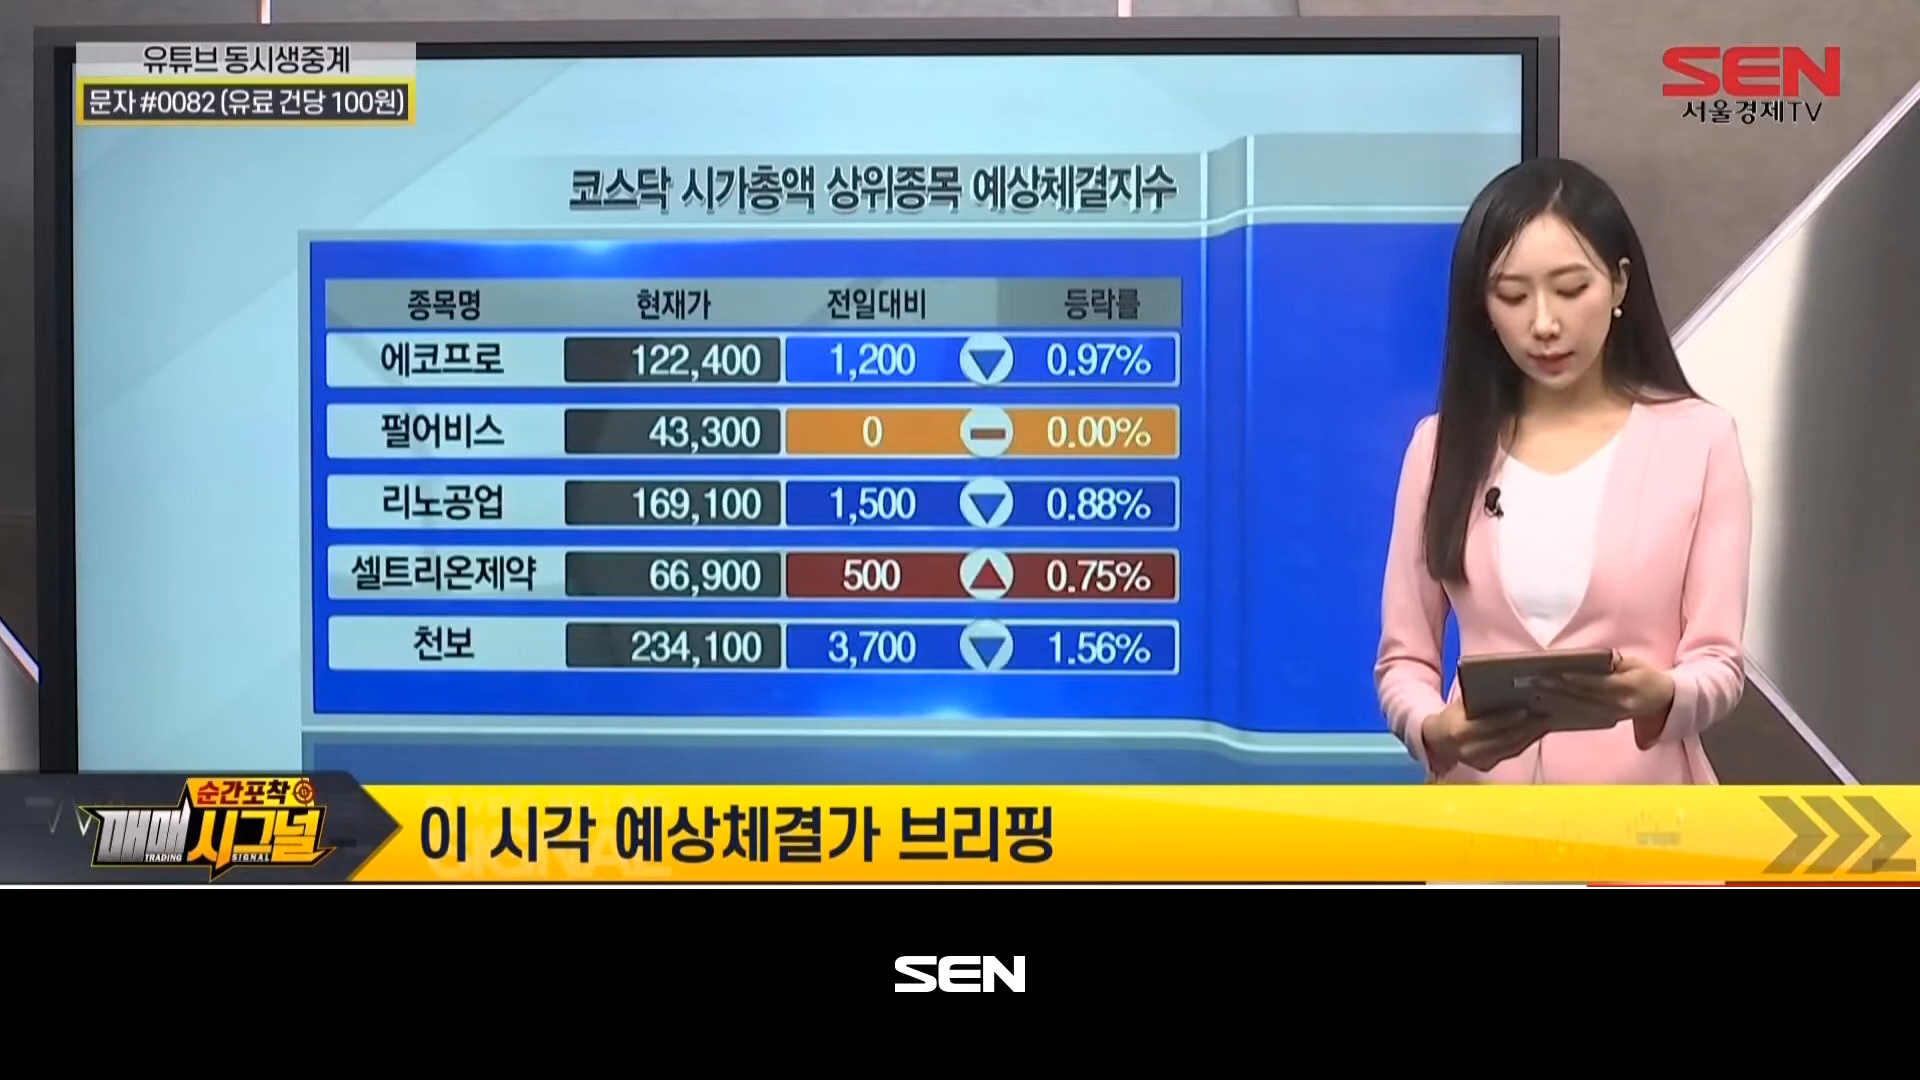 유튜브 동시생중계
문자 #0082 (유료 건당 100원)
SEN
서울경제TV
코스닥 시가총액 상위종목 예상체결지수
종목명 현재가 전일대비 등락률
에코프로 122,400 1,200 ▼ 0.97%
펄어비스 43,300 0 - 0.00%
리노공업 169,100 1,500 ▼ 0.88%
셀트리온제약 66,900 500 ▲ 0.75%
천보 234,100 3,700 ▼ 1.56%
순간포착
매매 시그널
TRADING SIGNAL
이 시각 예상체결가 브리핑
SEN